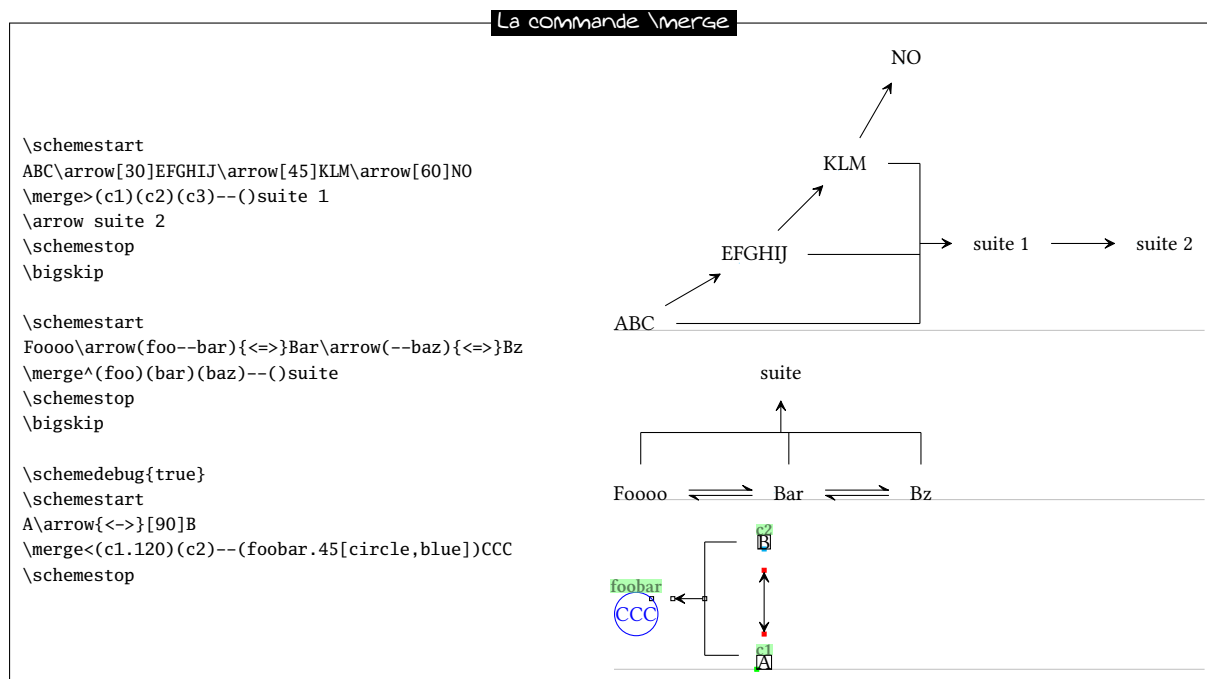 La commande \merge
\schemestart
ABC\arrow[30]EFGHIJ\arrow[45]KLM\arrow[60]NO
\merge>(c1)(c2)(c3)--()suite 1
\arrow suite 2
\schemestop
\bigskip
\schemestart
Foooo\arrow(foo--bar){<=>}Bar\arrow(--baz){<=>}Bz
\merge^(foo)(bar)(baz)--()suite
\schemestop
\bigskip
\schemedebug{true}
\schemestart
A\arrow{<->}[90]B
\merge<(c1.120)(c2)--(foobar.45[circle,blue])CCC
\schemestop
NO
KLM
EFGHIJ
suite 1
suite 2
ABC
suite
Foooo
Bar
Bz
c2
B
foobar
CCC
c1
A